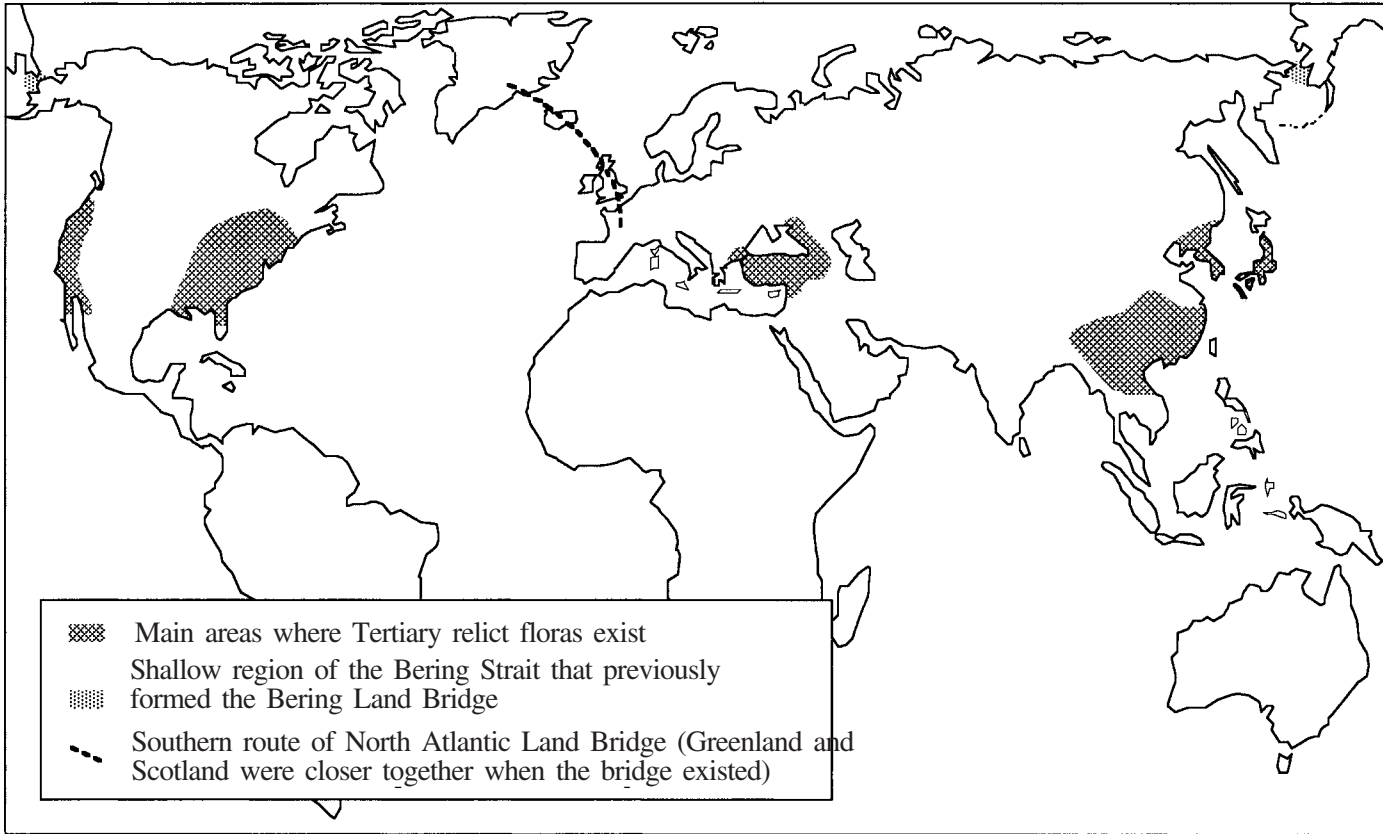 Main areas where Tertiary relict floras exist
Shallow region of the Bering Strait that previously
formed the Bering Land Bridge
Southern route of North Atlantic Land Bridge (Greenland and
Scotland were closer together when the bridge existed)